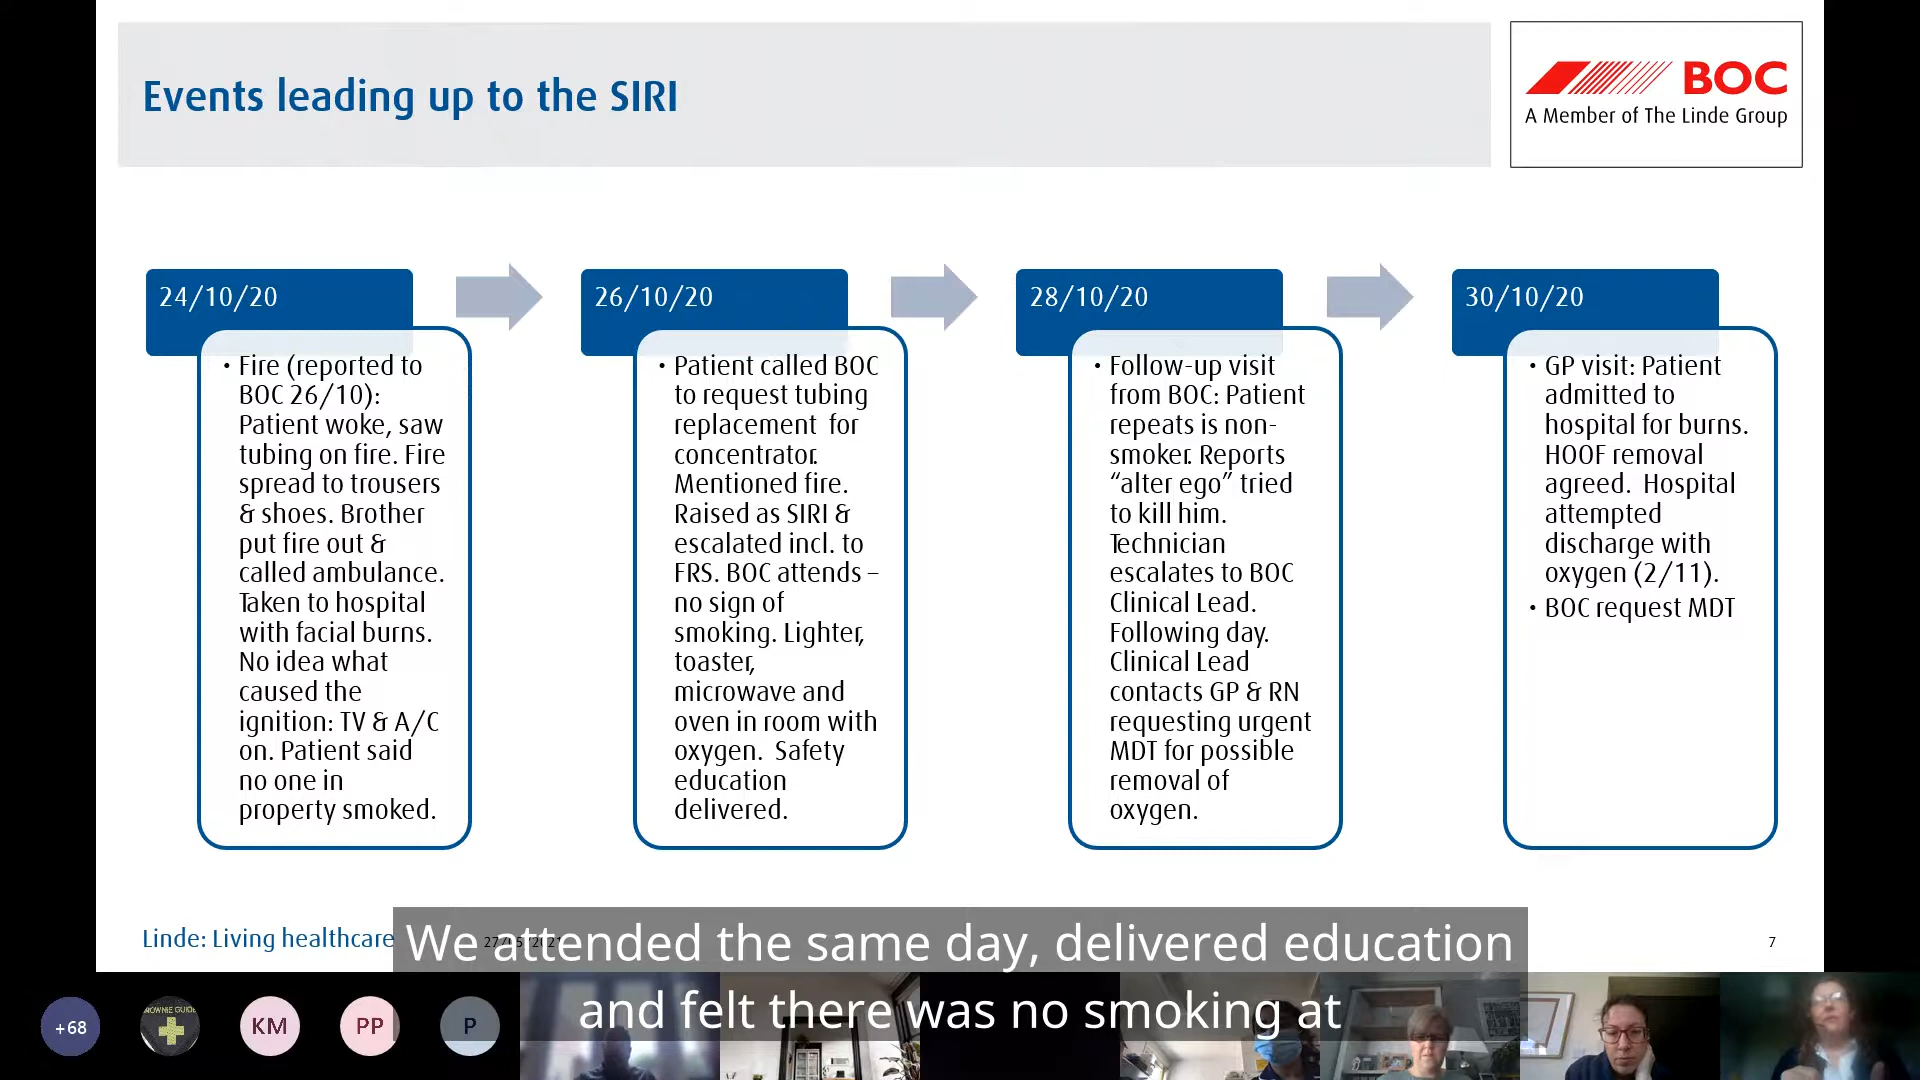 Events leading up to the SIRI
BOC
A Member of The Linde Group
24/10/20
• Fire (reported to
BOC 26/10):
Patient woke, saw
tubing on fire. Fire
spread to trousers
& shoes. Brother
put fire out &
called ambulance.
Taken to hospital
with facial burns.
No idea what
caused the
ignition: TV & A/C
on. Patient said
no one in
property smoked.
26/10/20
• Patient called BOC
to request tubing
replacement for
concentrator.
Mentioned fire.
Raised as SIRI &
escalated incl. to
FRS. BOC attends –
no sign of
smoking. Lighter,
toaster,
microwave and
oven in room with
oxygen. Safety
education
delivered.
28/10/20
• Follow-up visit
from BOC: Patient
repeats is non-
smoker. Reports
“alter ego” tried
to kill him.
Technician
escalates to BOC
Clinical Lead.
Following day.
Clinical Lead
contacts GP & RN
requesting urgent
MDT for possible
removal of
oxygen.
30/10/20
• GP visit: Patient
admitted to
hospital for burns.
HOOF removal
agreed. Hospital
attempted
discharge with
oxygen (2/11).
• BOC request MDT
Linde: Living healthcare
7
We attended the same day, delivered education
and felt there was no smoking at
+68
KM
PP
P